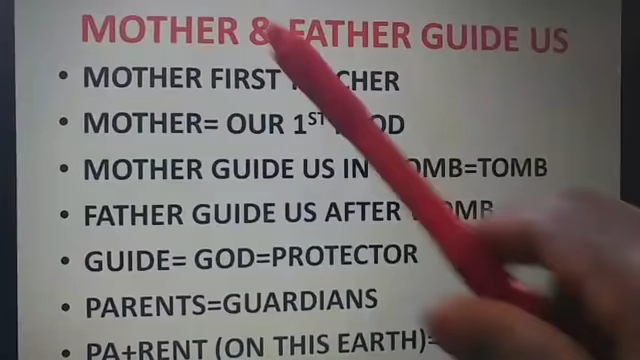 MOTHER & FATHER GUIDE US
• MOTHER FIRST
• MOTHER= OUR 1ST
• MOTHER GUIDE US IN =TOMB
• FATHER GUIDE US AFTER
• GUIDE= GOD=PROTECTOR
• PARENTS=GUARDIANS
• PA+RENT (ON THIS EARTH)=